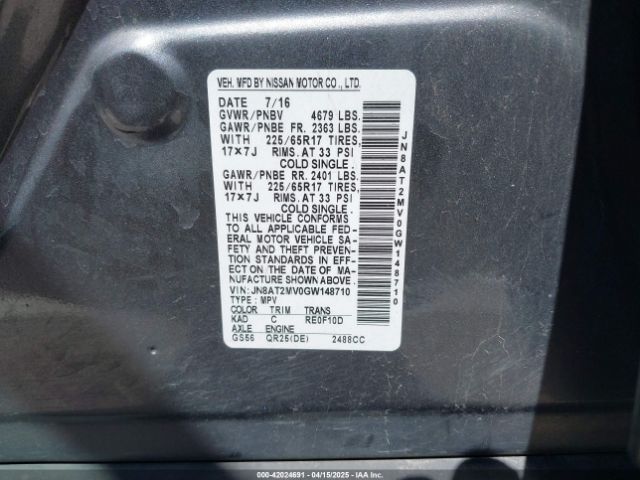 VEH. MFD BY NISSAN MOTOR CO., LTD.
DATE 7/16
GVWR/PNBV 4679 LBS.
GAWR/PNBE FR. 2363 LBS.
WITH 225/65R17 TIRES,
17×7J RIMS.AT 33 PSI
COLD SINGLE.
GAWR/PNBE RR. 2401 LBS.
WITH 225/65R17 TIRES,
17×7J RIMS.AT 33 PSI
COLD SINGLE.
THIS VEHICLE CONFORMS
TO ALL APPLICABLE FED-
ERAL MOTOR VEHICLE SA-
FETY AND THEFT PREVEN-
TION STANDARDS IN EFF-
ECT ON THE DATE OF MA-
NUFACTURE SHOWN ABOVE.
VIN:JN8AT2MV0GW148710
TYPE: MPV
COLOR TRIM TRANS
KAD C RE0F10D
AXLE ENGINE
GS56 QR25(DE) 2488CC
JN8AT2MV0GW148710
000-42024691 - 04/15/2025 - IAA Inc.